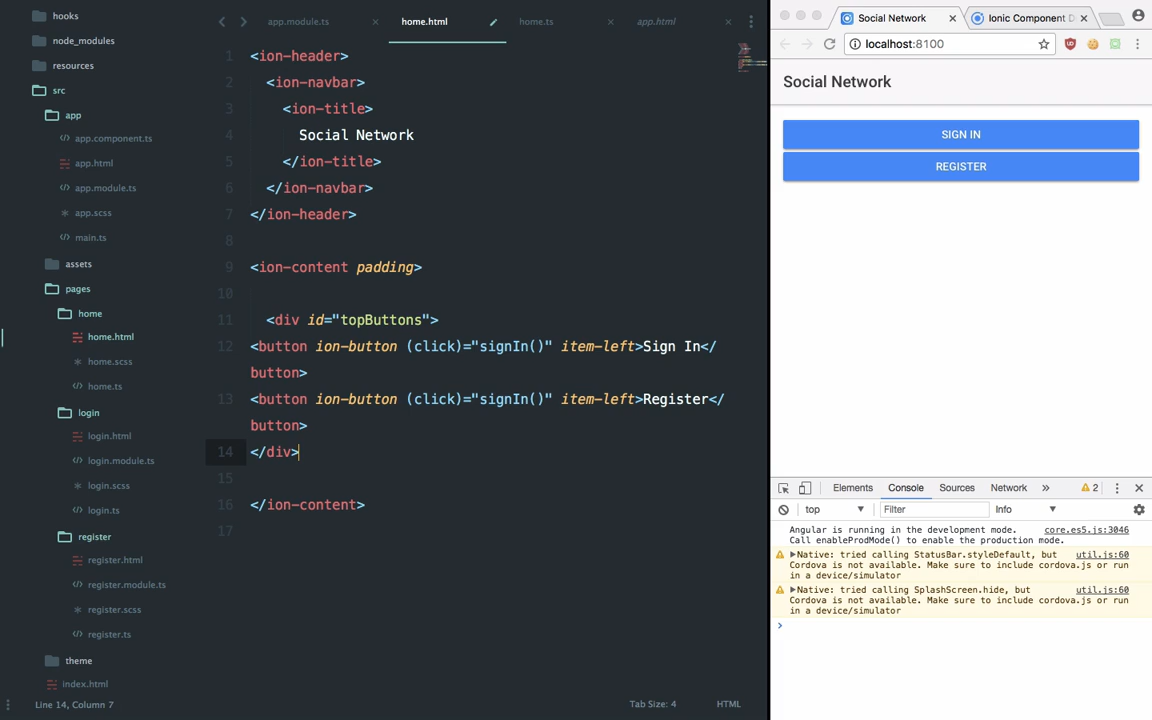 hooks
node_modules
resources
src
app
app.component.ts
app.html
app.module.ts
app.scss
main.ts
assets
pages
home
home.html
home.scss
home.ts
login
login.html
login.module.ts
login.scss
login.ts
register
register.html
register.module.ts
register.scss
register.ts
theme
index.html
Line 14, Column 7
app.module.ts
home.html
home.ts
app.html
1 <ion-header>
2 <ion-navbar>
3 <ion-title>
4 Social Network
5 </ion-title>
6 </ion-navbar>
7 </ion-header>
8
9 <ion-content padding>
10
11 <div id="topButtons">
12 <button ion-button (click)="signIn()" item-left>Sign In</
button>
13 <button ion-button (click)="signIn()" item-left>Register</
button>
14 </div>
15
16 </ion-content>
17
Tab Size: 4
HTML
Social Network
Ionic Component D
localhost:8100
Social Network
SIGN IN
REGISTER
Elements Console Sources Network » 2
top Filter Info
Angular is running in the development mode. core.es5.js:3046
Call enableProdMode() to enable the production mode.
Native: tried calling StatusBar.styleDefault, but util.js:60
Cordova is not available. Make sure to include cordova.js or run
in a device/simulator
Native: tried calling SplashScreen.hide, but util.js:60
Cordova is not available. Make sure to include cordova.js or run
in a device/simulator